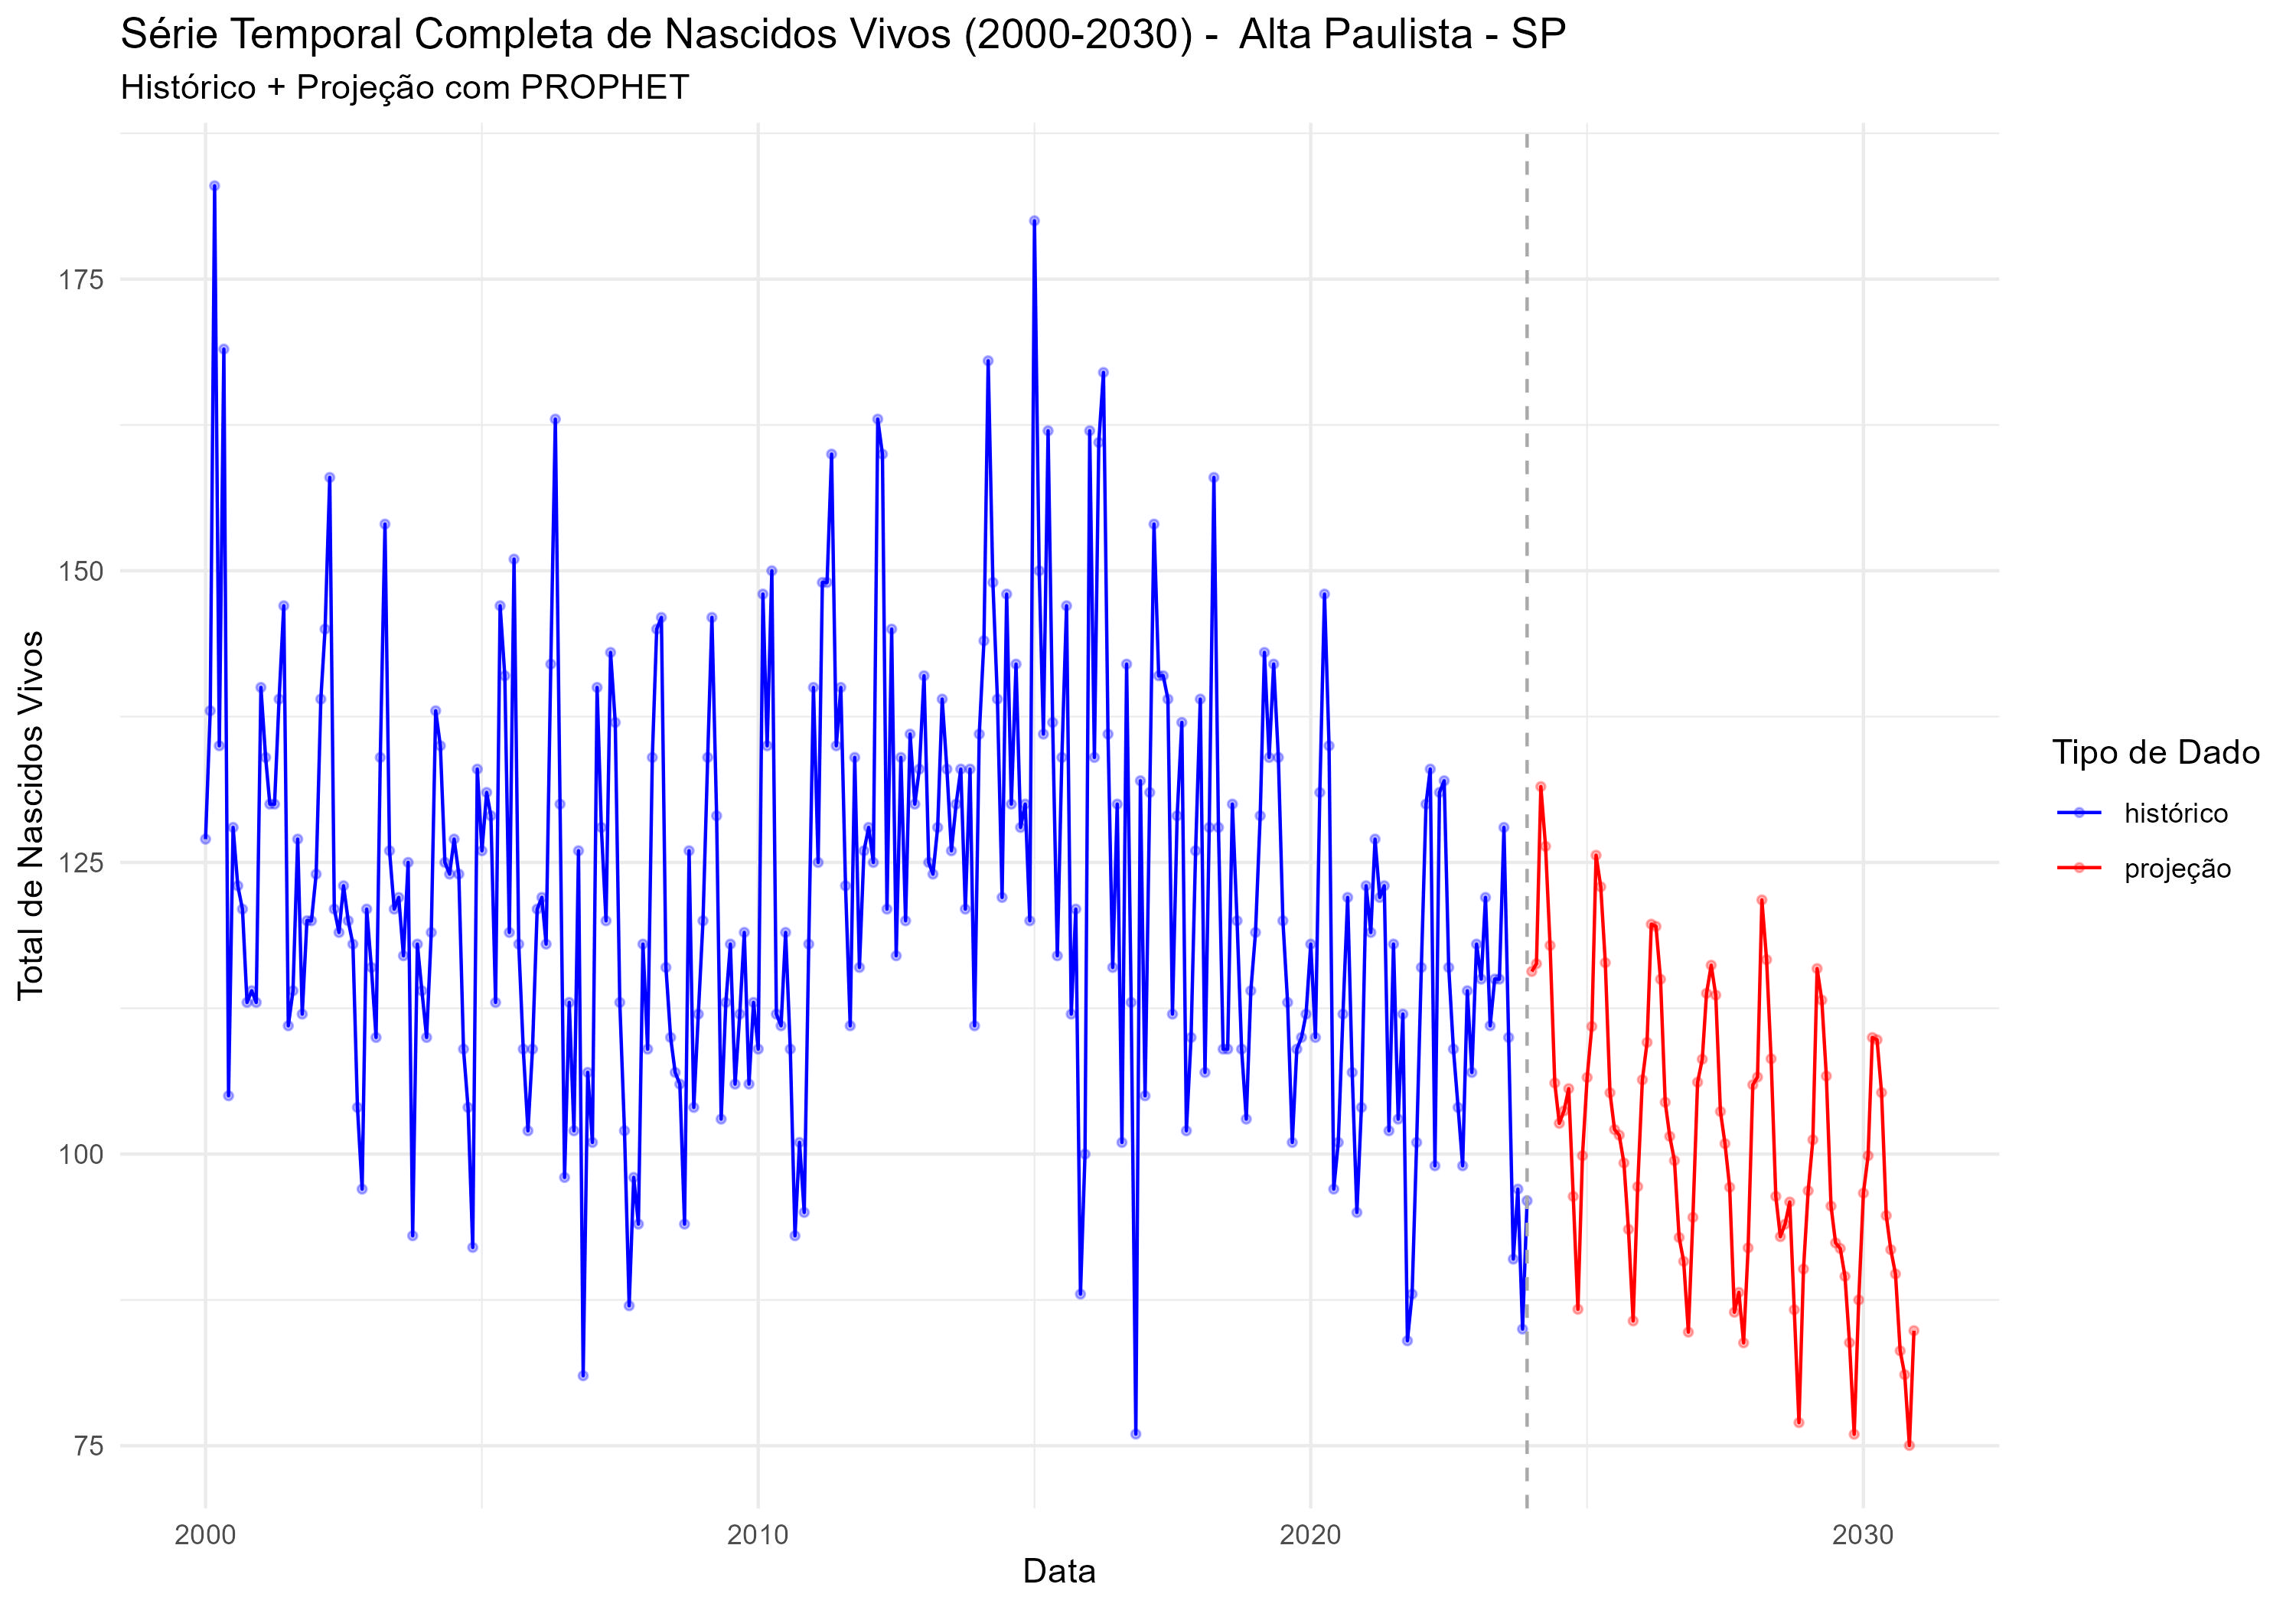 Série Temporal Completa de Nascidos Vivos (2000-2030) -  Alta Paulista - SP
Histórico + Projeção com PROPHET
Total de Nascidos Vivos
175
150
125
100
75
2000
2010
2020
2030
Data
Tipo de Dado
histórico
projeção